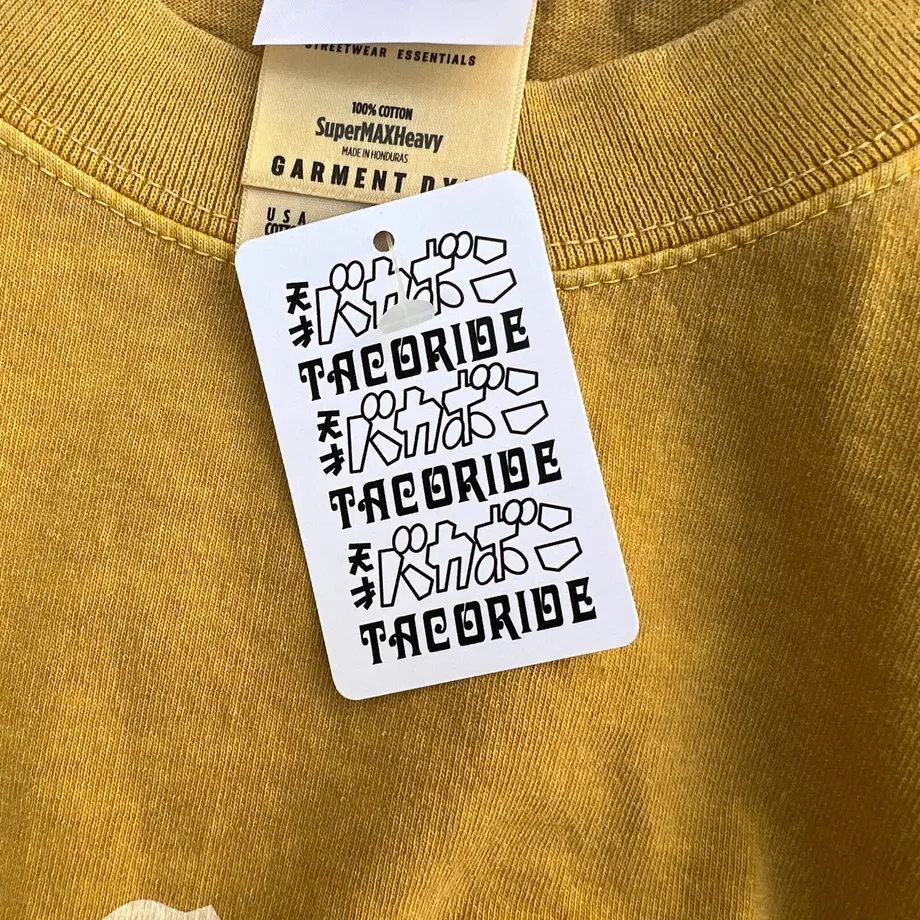 STREETWEAR ESSENTIALS
100% COTTON
SuperMAXHeavy
MADE IN HONDURAS
GARMENT
USA
天才バカボン
TACORIDE
天才バカボン
TACORIDE
天才バカボン
TACORIDE